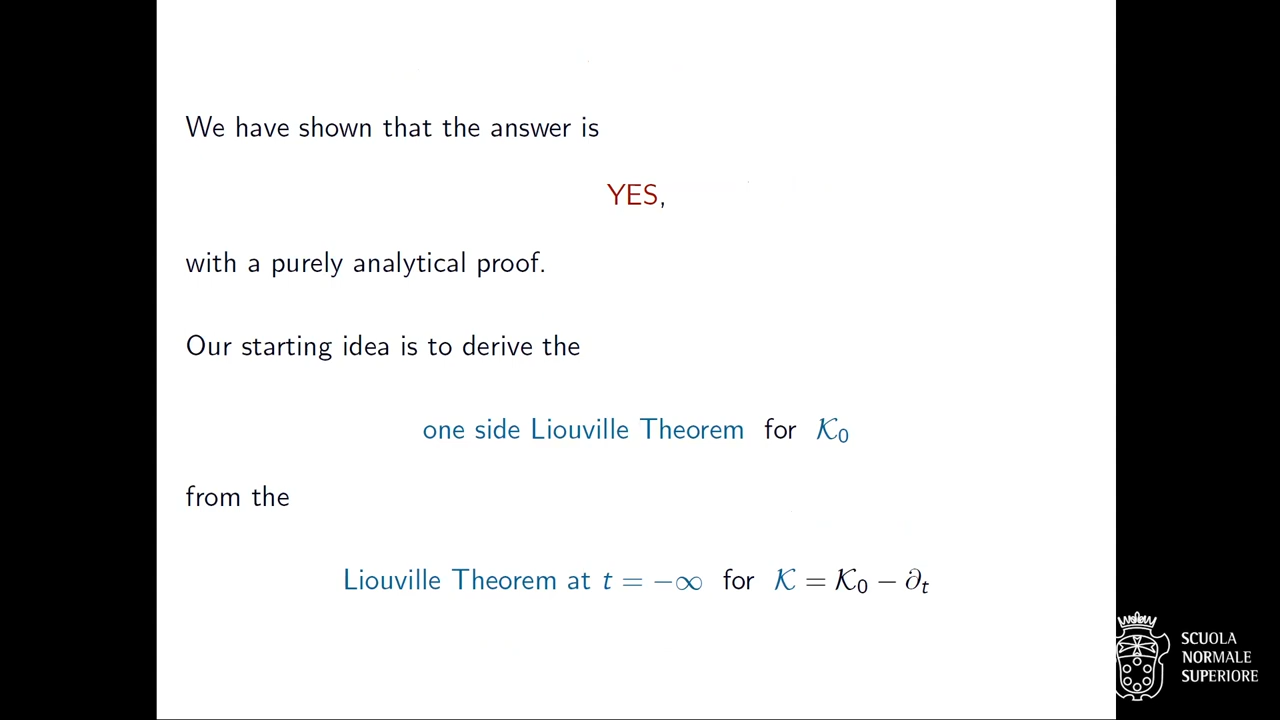 We have shown that the answer is
YES,
with a purely analytical proof.
Our starting idea is to derive the
one side Liouville Theorem for 𝒦₀
from the
Liouville Theorem at t = −∞ for 𝒦 = 𝒦₀ − ∂ₜ
SCUOLA
NORMALE
SUPERIORE